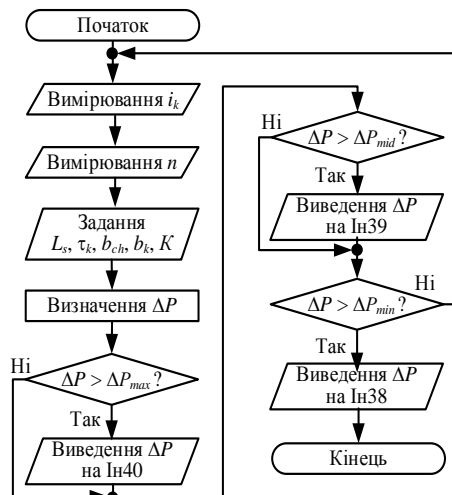 Початок
Вимірювання i_k
Вимірювання n
Задання
L_s, τ_k, b_ch, b_k, K
Визначення ΔP
Ні
ΔP > ΔP_max ?
Так
Виведення ΔP
на Ін40
Ні
ΔP > ΔP_mid ?
Так
Виведення ΔP
на Ін39
Ні
ΔP > ΔP_min ?
Так
Виведення ΔP
на Ін38
Кінець